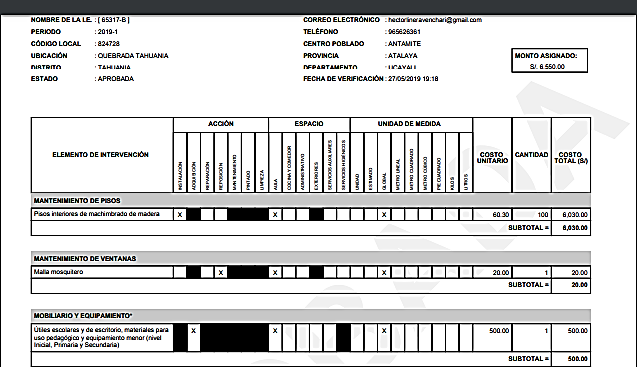 NOMBRE DE LA I.E. : [ 65317-B ] CORREO ELECTRÓNICO : hectorlineravenchari@gmail.com
PERIODO : 2019-1 TELÉFONO : 965626361
CÓDIGO LOCAL : 824728 CENTRO POBLADO : ANTAMITE
UBICACIÓN : QUEBRADA TAHUANIA PROVINCIA : ATALAYA MONTO ASIGNADO:
DISTRITO : TAHUANIA DEPARTAMENTO : UCAYALI S/. 6,550.00
ESTADO : APROBADA FECHA DE VERIFICACIÓN : 27/05/2019 19:18
ELEMENTO DE INTERVENCIÓN ACCIÓN ESPACIO UNIDAD DE MEDIDA COSTO UNITARIO CANTIDAD COSTO TOTAL (S/)
INSTALACIÓN ADQUISICIÓN REPARACIÓN REPOSICIÓN MANTENIMIENTO PINTADO LIMPIEZA AULA COCINA Y COMEDOR ADMINISTRATIVO EXTERIORES SERVICIOS AUXILIARES SERVICIOS HIGIÉNICOS UNIDAD ESTIMADO GLOBAL METRO LINEAL METRO CUADRADO METRO CÚBICO PIE CUADRADO KILOS OTROS
MANTENIMIENTO DE PISOS
Pisos interiores de machimbrado de madera X X X 60.30 100 6,030.00
SUBTOTAL = 6,030.00
MANTENIMIENTO DE VENTANAS
Malla mosquitero X X X 20.00 1 20.00
SUBTOTAL = 20.00
MOBILIARIO Y EQUIPAMIENTO*
Útiles escolares y de escritorio, materiales para
uso pedagógico y equipamiento menor (nivel X X X 500.00 1 500.00
Inicial, Primaria y Secundaria)
SUBTOTAL = 500.00